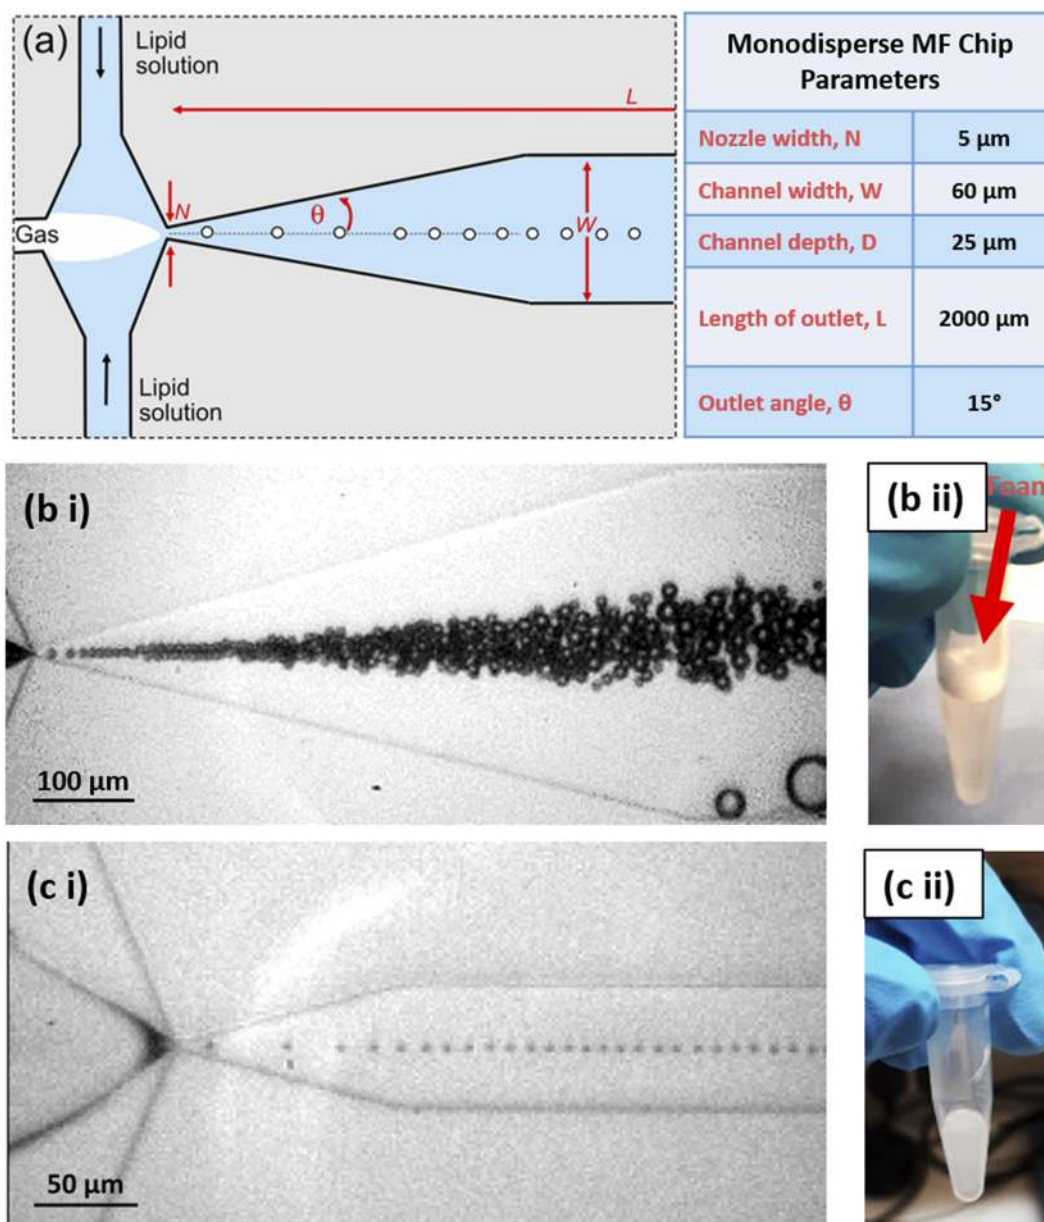 (a)
Lipid
solution
L
N
θ
W
Gas
Lipid
solution
Monodisperse MF Chip
Parameters
Nozzle width, N 5 μm
Channel width, W 60 μm
Channel depth, D 25 μm
Length of outlet, L 2000 μm
Outlet angle, θ 15°
(b i)
100 μm
(b ii)
Foam
(c i)
50 μm
(c ii)